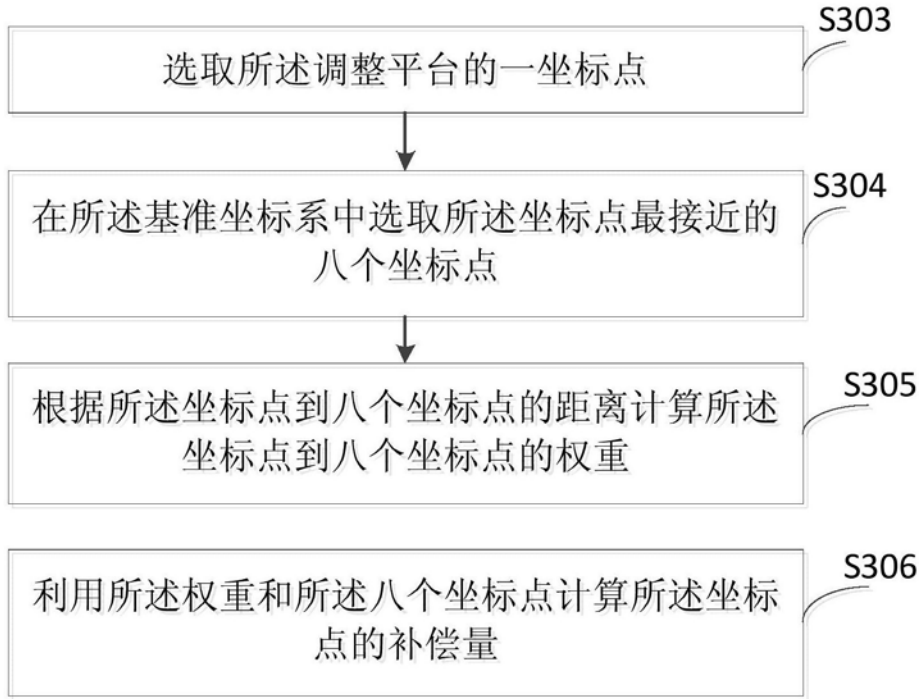 S303
选取所述调整平台的一坐标点
S304
在所述基准坐标系中选取所述坐标点最接近的
八个坐标点
S305
根据所述坐标点到八个坐标点的距离计算所述
坐标点到八个坐标点的权重
S306
利用所述权重和所述八个坐标点计算所述坐标
点的补偿量